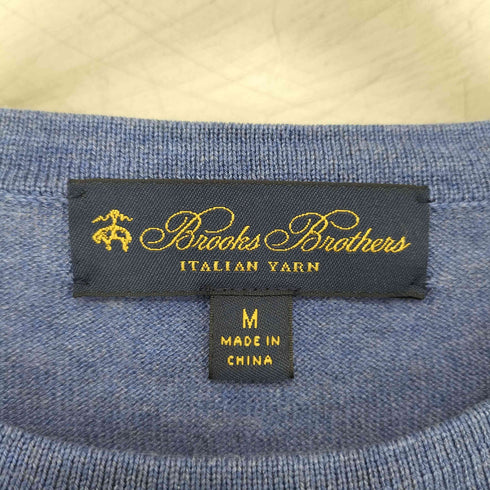 Brooks Brothers
ITALIAN YARN
M
MADE IN
CHINA